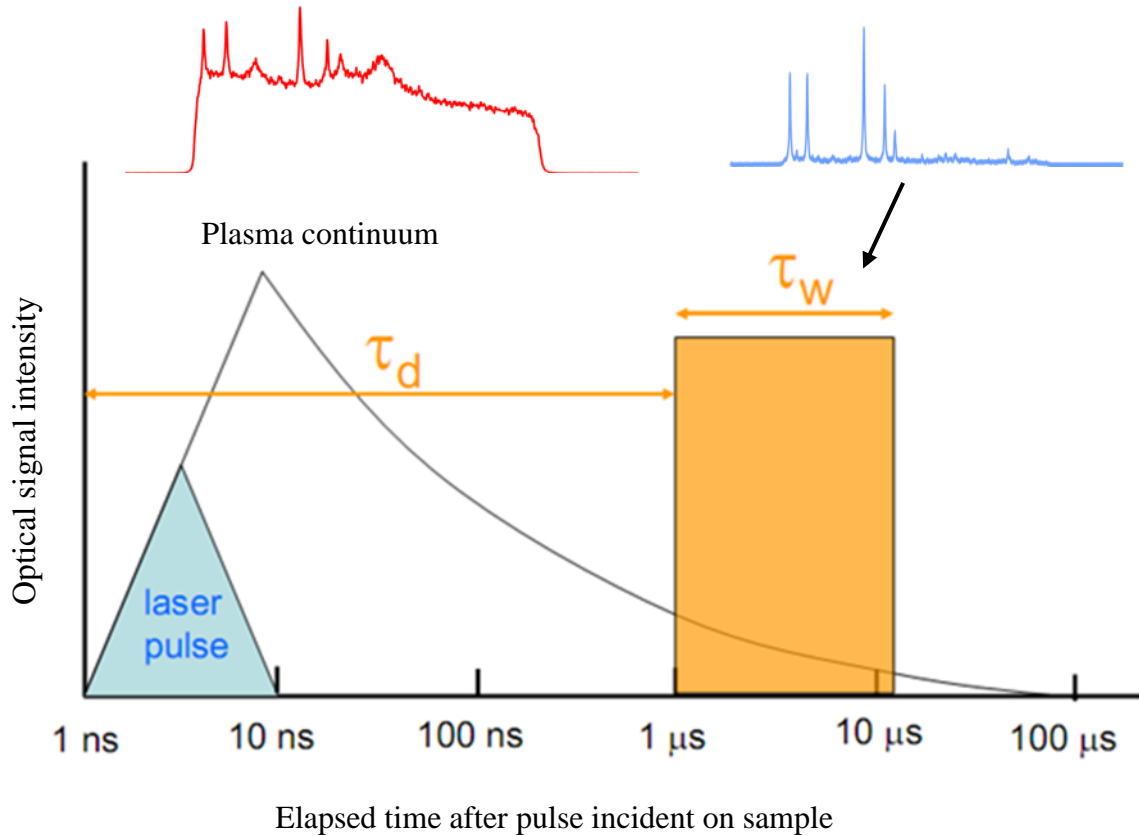 Plasma continuum
τw
τd
Optical signal intensity
laser
pulse
1 ns
10 ns
100 ns
1 μs
10 μs
100 μs
Elapsed time after pulse incident on sample